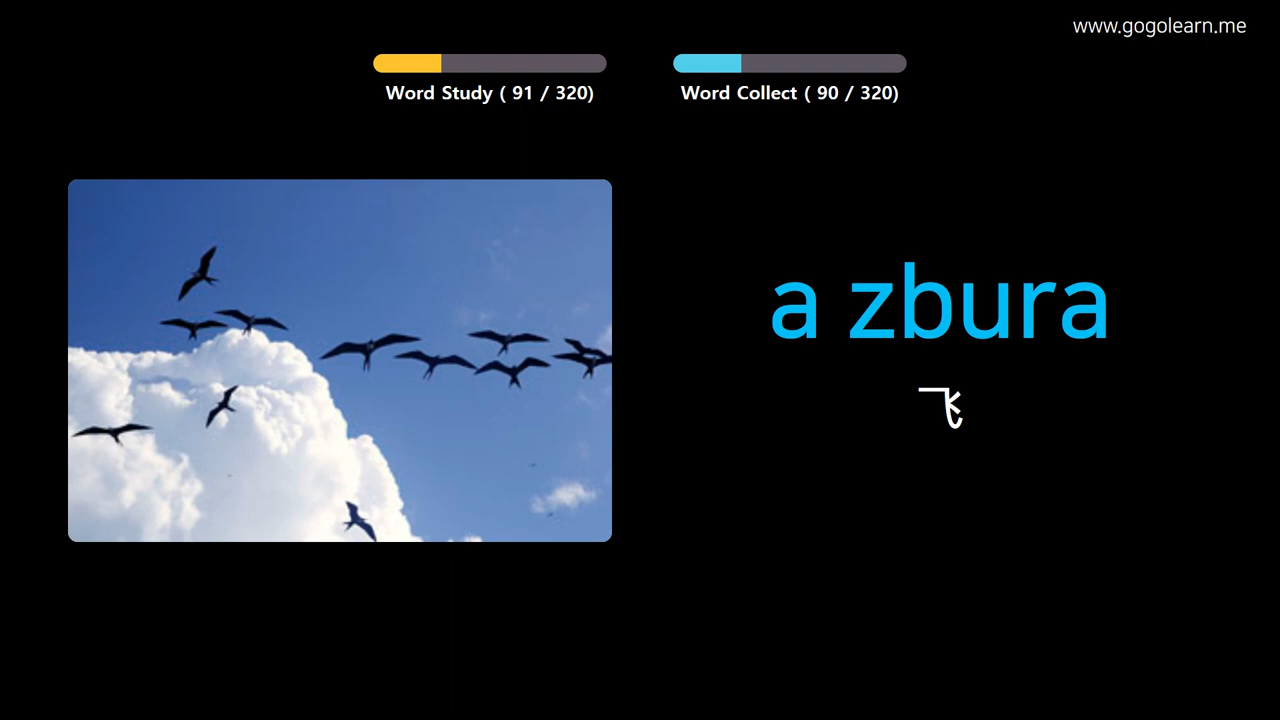 www.gogolearn.me
Word Study ( 91 / 320)
Word Collect ( 90 / 320)
a zbura
飞